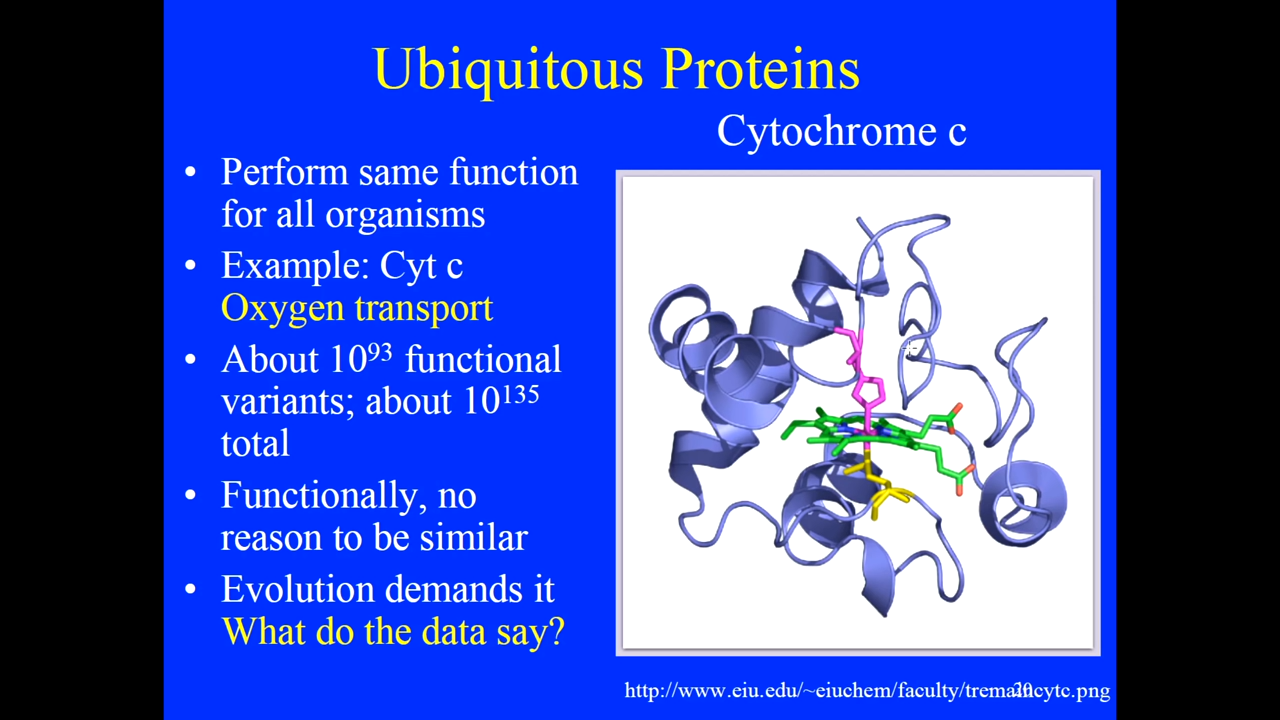 Ubiquitous Proteins
Cytochrome c
• Perform same function
for all organisms
• Example: Cyt c
Oxygen transport
• About 10⁹³ functional
variants; about 10¹³⁵
total
• Functionally, no
reason to be similar
• Evolution demands it
What do the data say?
http://www.eiu.edu/~eiuchem/faculty/tremaincytc.png
20